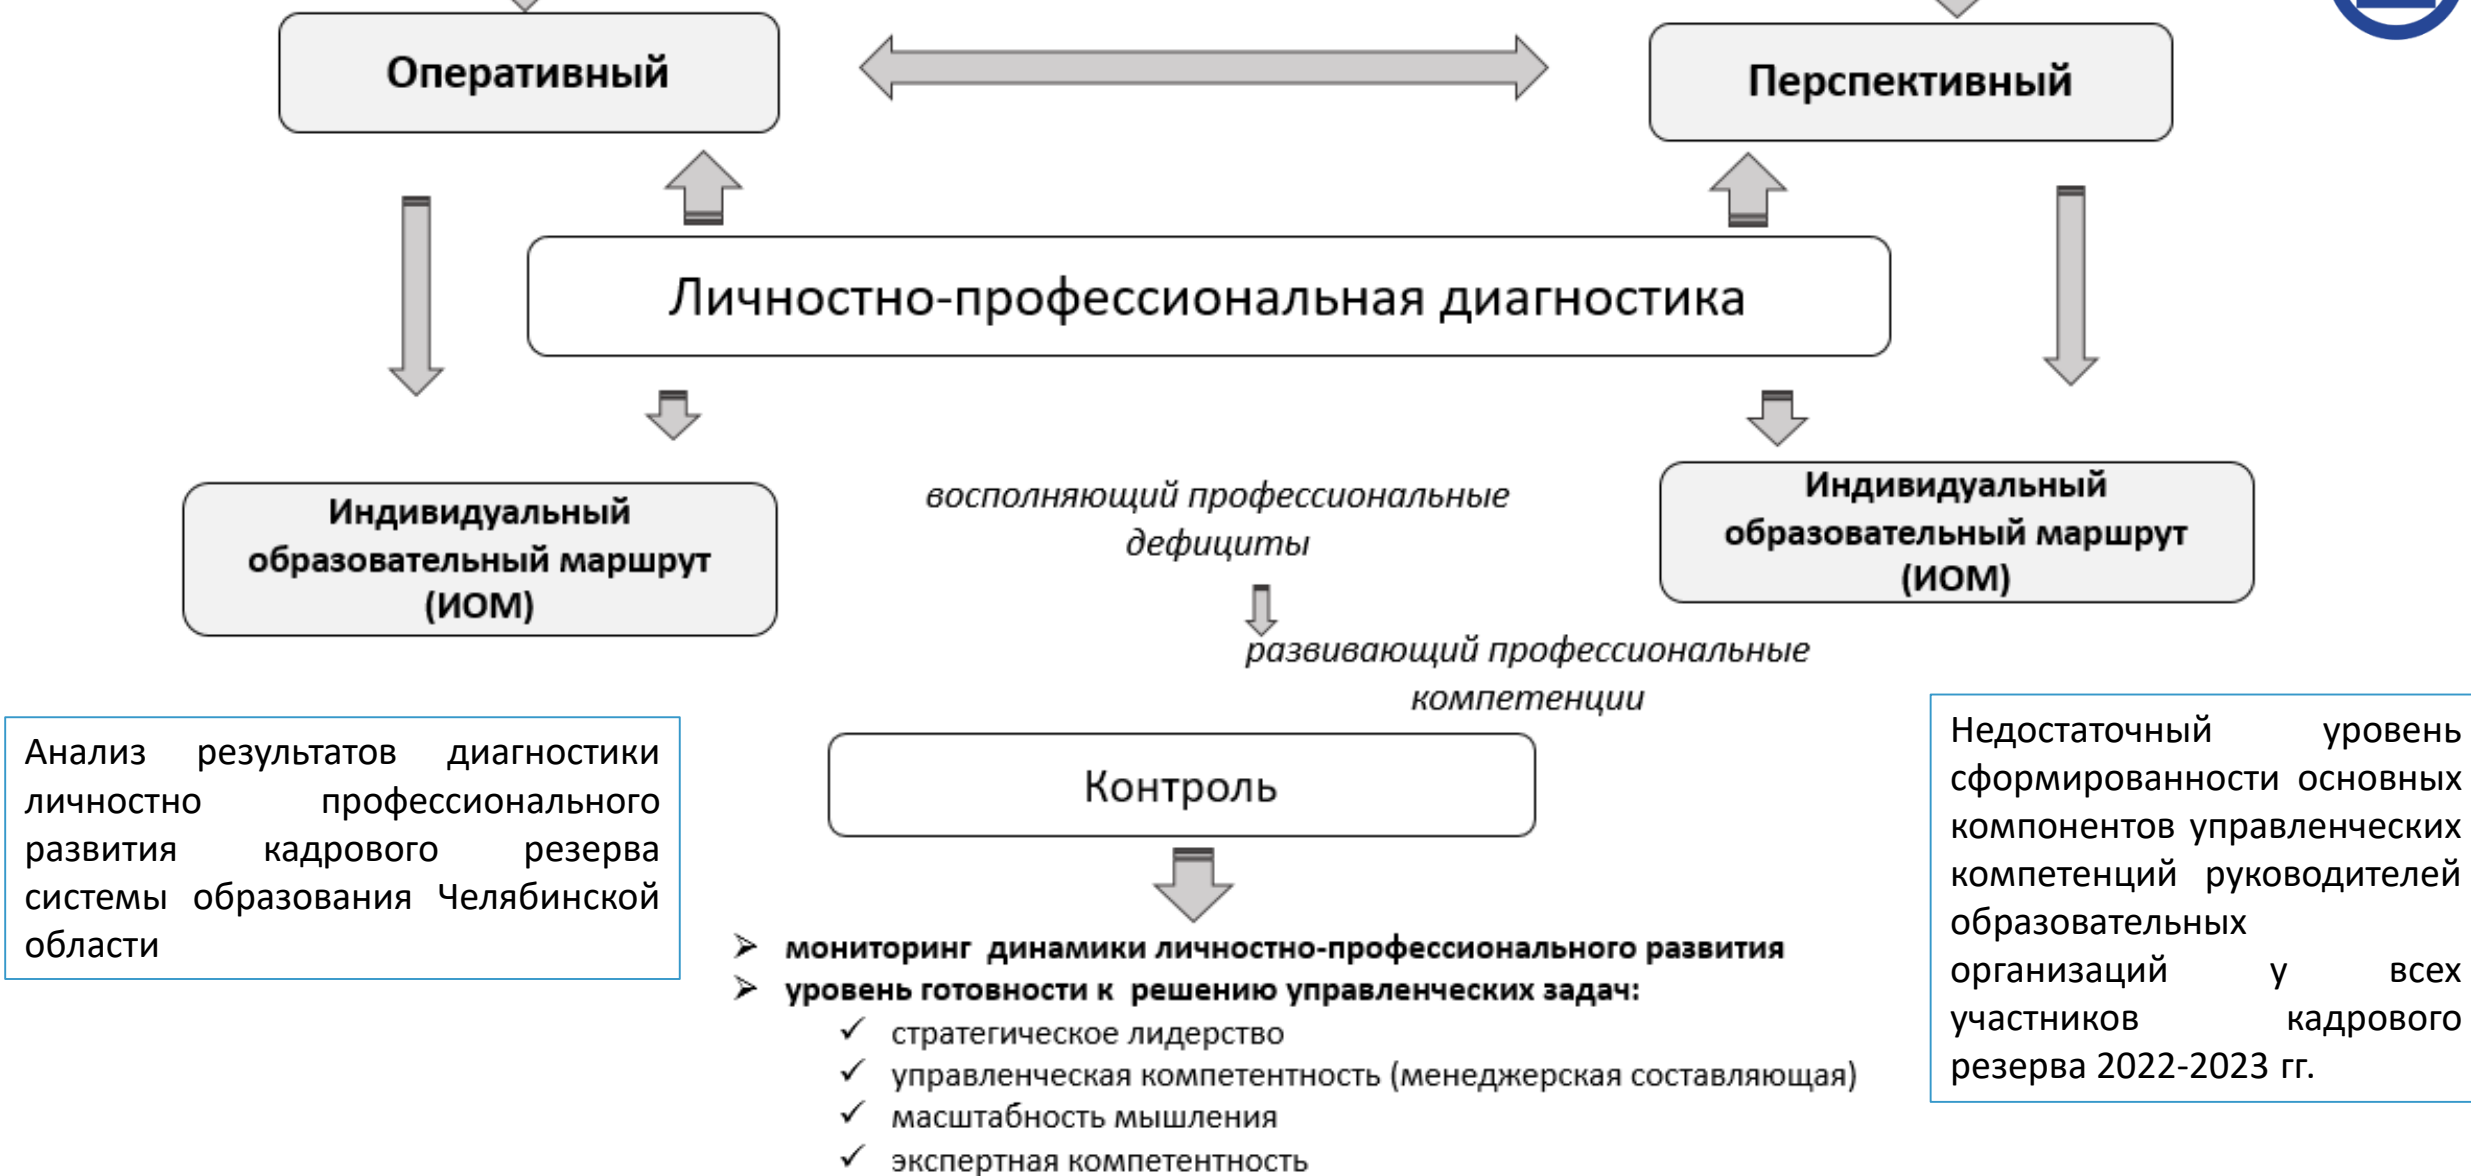 Оперативный
Перспективный
Личностно-профессиональная диагностика
Индивидуальный
образовательный маршрут
(ИОМ)
восполняющий профессиональные
дефициты
Индивидуальный
образовательный маршрут
(ИОМ)
развивающий профессиональные
компетенции
Анализ результатов диагностики
личностно профессионального
развития кадрового резерва
системы образования Челябинской
области
Контроль
Недостаточный уровень
сформированности основных
компонентов управленческих
компетенций руководителей
образовательных
организаций у всех
участников кадрового
резерва 2022-2023 гг.
➢ мониторинг динамики личностно-профессионального развития
➢ уровень готовности к решению управленческих задач:
✓ стратегическое лидерство
✓ управленческая компетентность (менеджерская составляющая)
✓ масштабность мышления
✓ экспертная компетентность